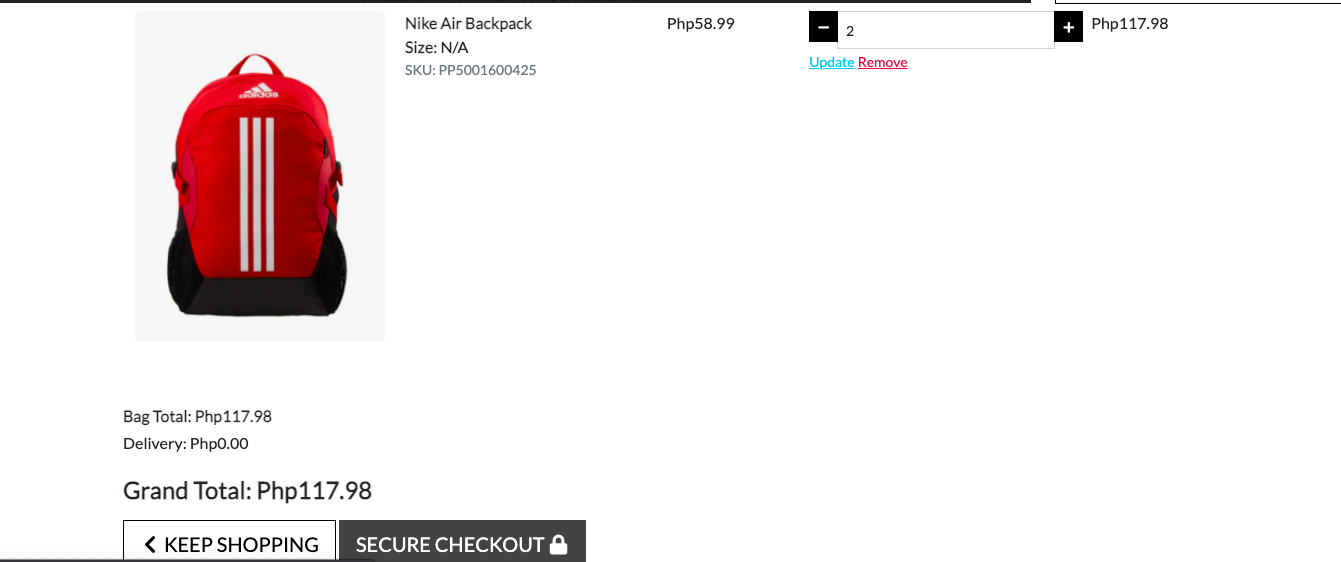 Nike Air Backpack
Size: N/A
SKU: PP5001600425
Php58.99
2
Php117.98
Update Remove
adidas
Bag Total: Php117.98
Delivery: Php0.00
Grand Total: Php117.98
KEEP SHOPPING
SECURE CHECKOUT